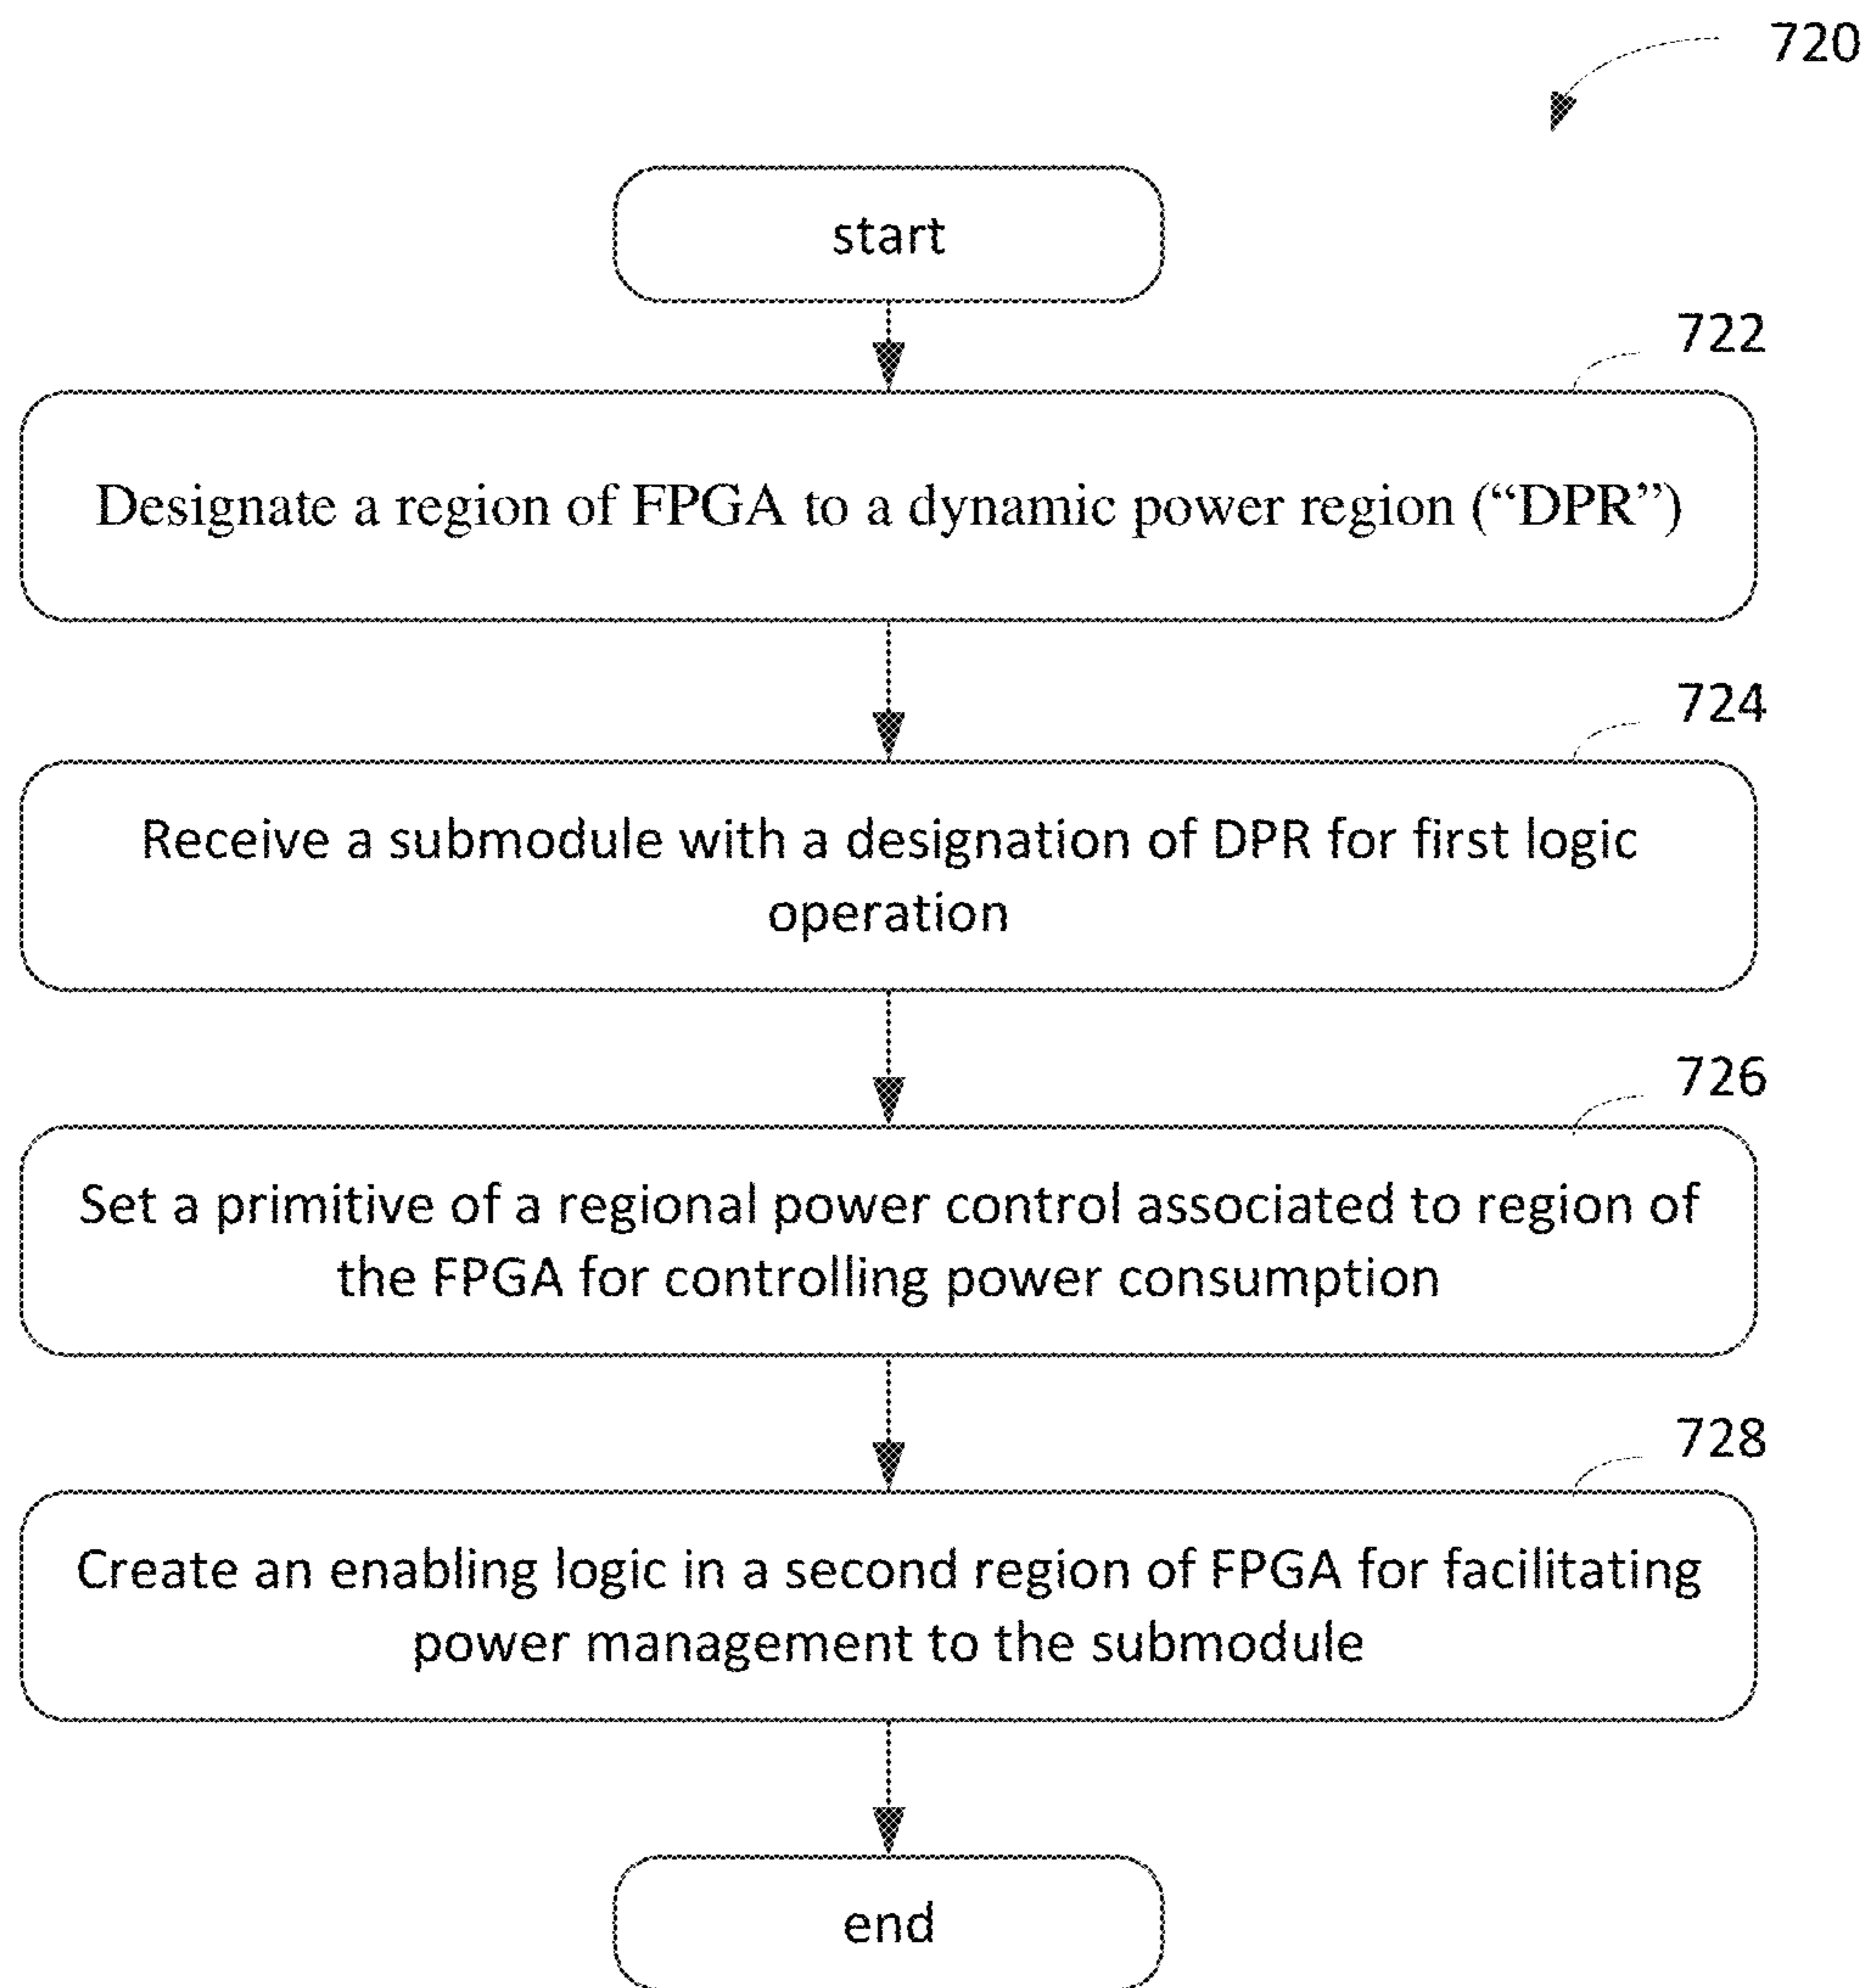 720
start
722
Designate a region of FPGA to a dynamic power region (“DPR”)
724
Receive a submodule with a designation of DPR for first logic
operation
726
Set a primitive of a regional power control associated to region of
the FPGA for controlling power consumption
728
Create an enabling logic in a second region of FPGA for facilitating
power management to the submodule
end